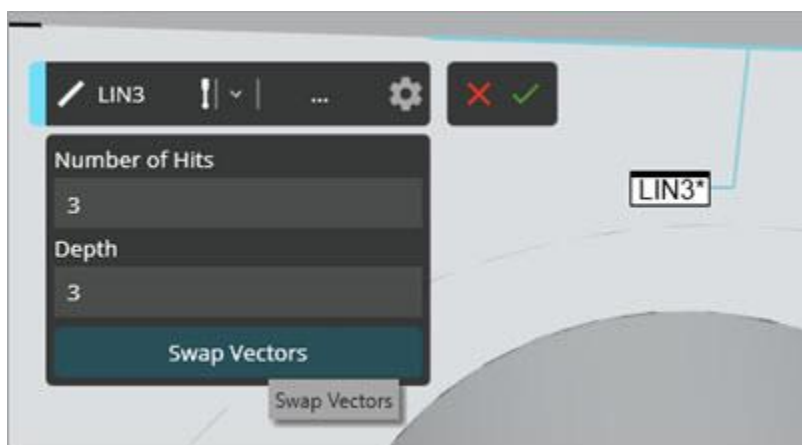 LIN3
...
Number of Hits
3
Depth
3
Swap Vectors
Swap Vectors
LIN3*